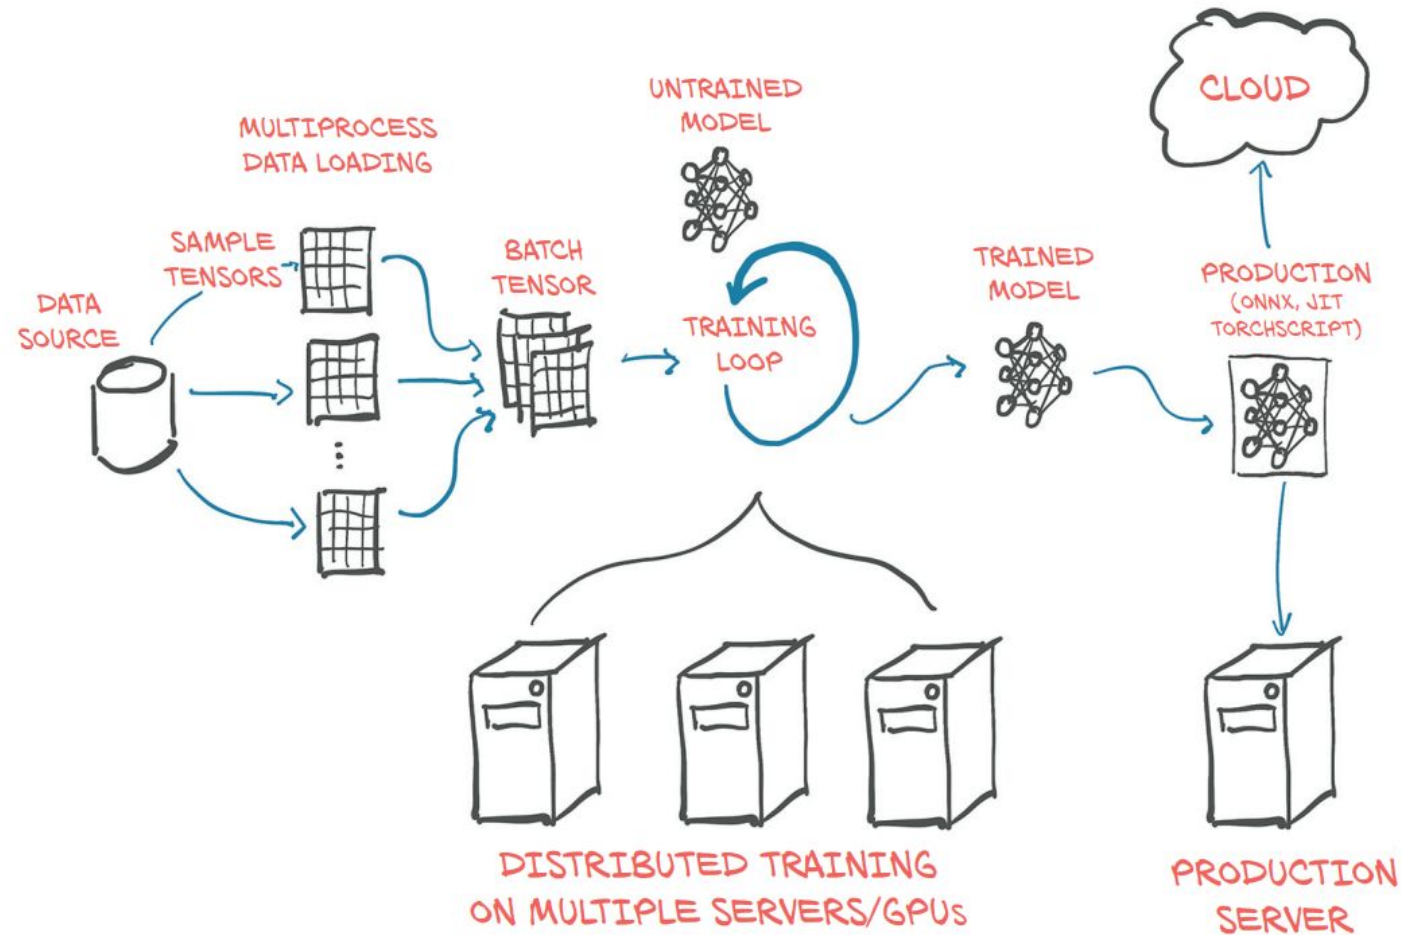 CLOUD
UNTRAINED
MODEL
MULTIPROCESS
DATA LOADING
SAMPLE
TENSORS
BATCH
TENSOR
DATA
SOURCE
TRAINING
LOOP
TRAINED
MODEL
PRODUCTION
(ONNX, JIT
TORCHSCRIPT)
...
DISTRIBUTED TRAINING
ON MULTIPLE SERVERS/GPUs
PRODUCTION
SERVER